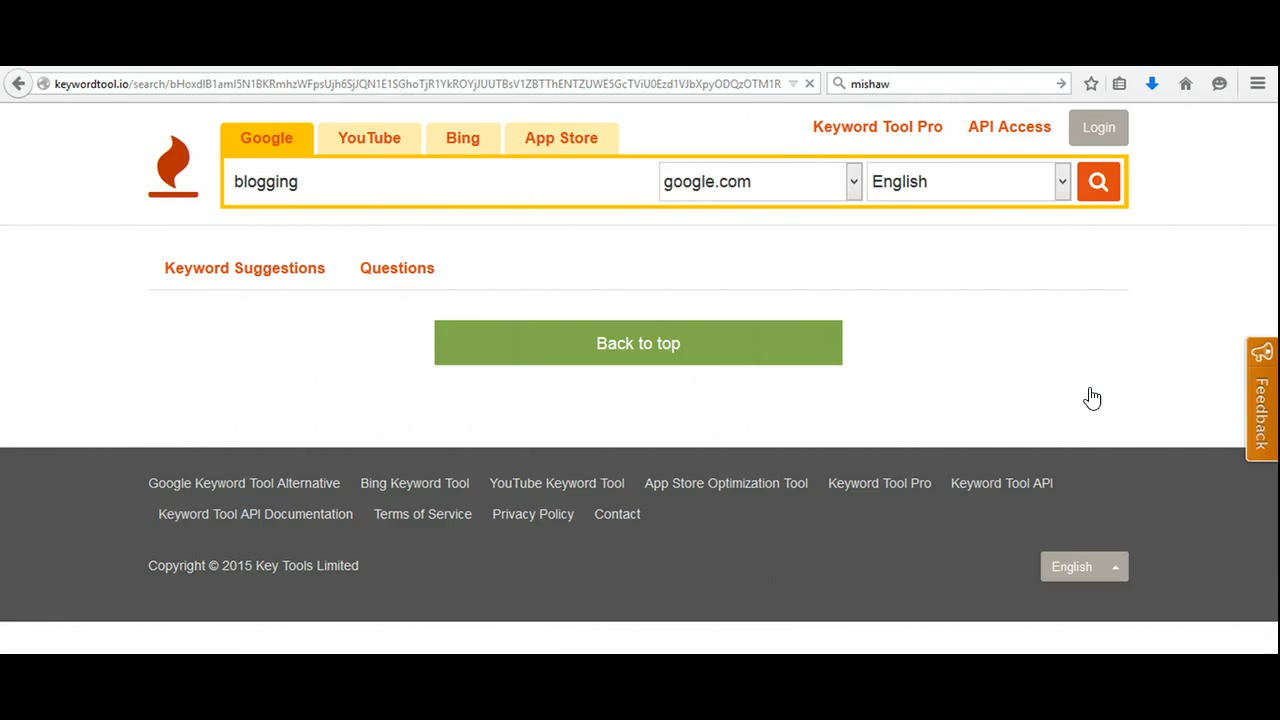 keywordtool.io/search/ mishaw
Google YouTube Bing App Store Keyword Tool Pro API Access Login
blogging google.com English
Keyword Suggestions Questions
Back to top
Feedback
Google Keyword Tool Alternative Bing Keyword Tool YouTube Keyword Tool App Store Optimization Tool Keyword Tool Pro Keyword Tool API
Keyword Tool API Documentation Terms of Service Privacy Policy Contact
Copyright © 2015 Key Tools Limited English